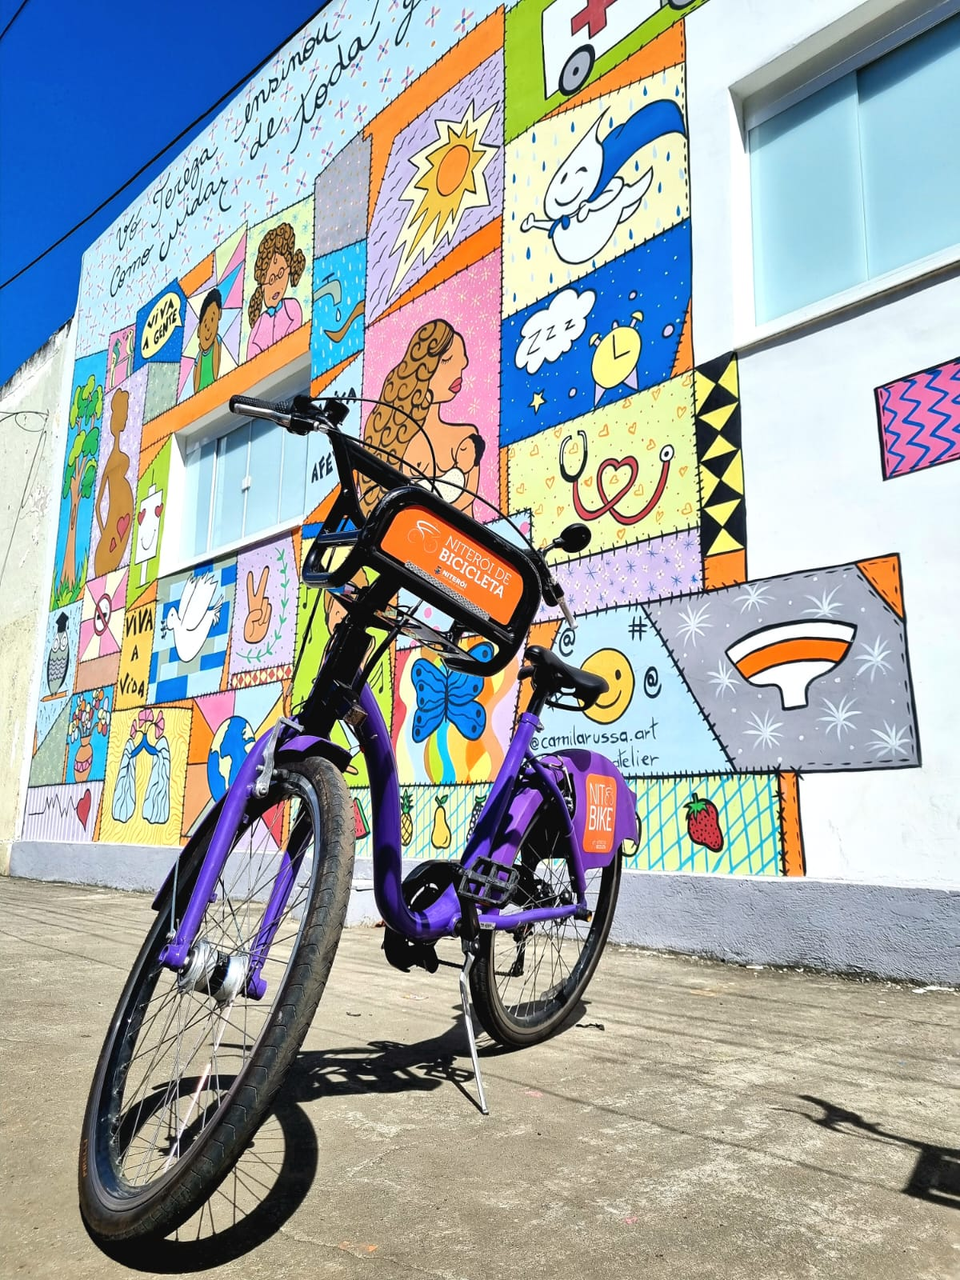 Vó Tereza ensinou
como cuidar de toda
VIVA
A GENTE
ZZZ
NITERÓI DE
BICICLETA
NITERÓI
VIVA
A
VIDA
#
@
@
@
@camilarussa.art
atelier
NIT
BIKE